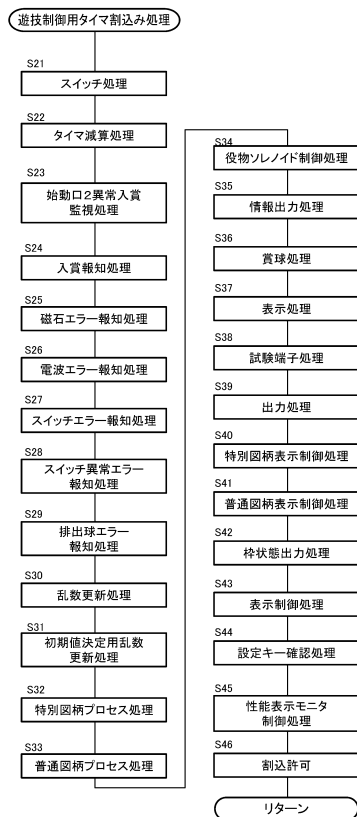 遊技制御用タイマ割込み処理
S21
スイッチ処理
S22
タイマ減算処理
S23
始動口2異常入賞
監視処理
S24
入賞報知処理
S25
磁石エラー報知処理
S26
電波エラー報知処理
S27
スイッチエラー報知処理
S28
スイッチ異常エラー
報知処理
S29
排出球エラー
報知処理
S30
乱数更新処理
S31
初期値決定用乱数
更新処理
S32
特別図柄プロセス処理
S33
普通図柄プロセス処理
S34
役物ソレノイド制御処理
S35
情報出力処理
S36
賞球処理
S37
表示処理
S38
試験端子処理
S39
出力処理
S40
特別図柄表示制御処理
S41
普通図柄表示制御処理
S42
枠状態出力処理
S43
表示制御処理
S44
設定キー確認処理
S45
性能表示モニタ
制御処理
S46
割込許可
リターン